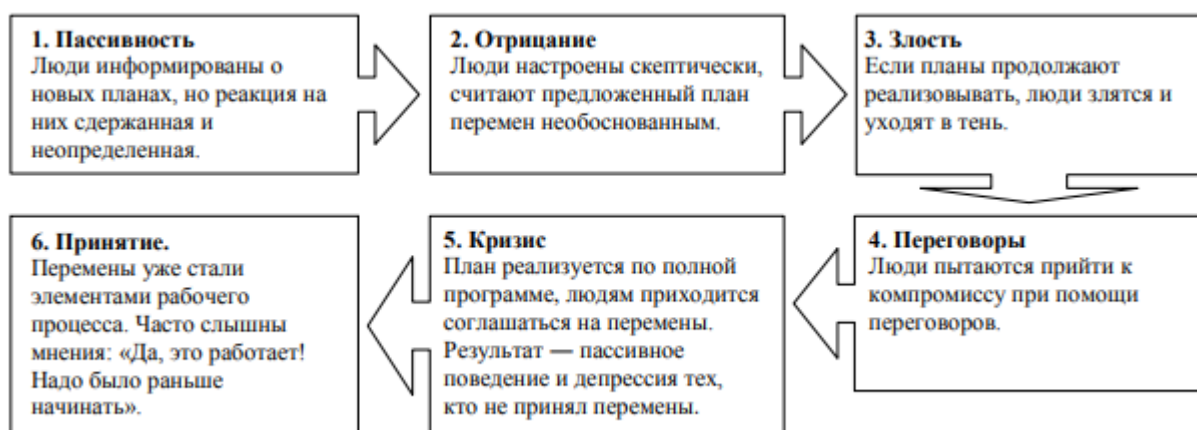 1. Пассивность
Люди информированы о
новых планах, но реакция на
них сдержанная и
неопределенная.
2. Отрицание
Люди настроены скептически,
считают предложенный план
перемен необоснованным.
3. Злость
Если планы продолжают
реализовывать, люди злятся и
уходят в тень.
4. Переговоры
Люди пытаются прийти к
компромиссу при помощи
переговоров.
5. Кризис
План реализуется по полной
программе, людям приходится
соглашаться на перемены.
Результат — пассивное
поведение и депрессия тех,
кто не принял перемены.
6. Принятие.
Перемены уже стали
элементами рабочего
процесса. Часто слышны
мнения: «Да, это работает!
Надо было раньше
начинать».